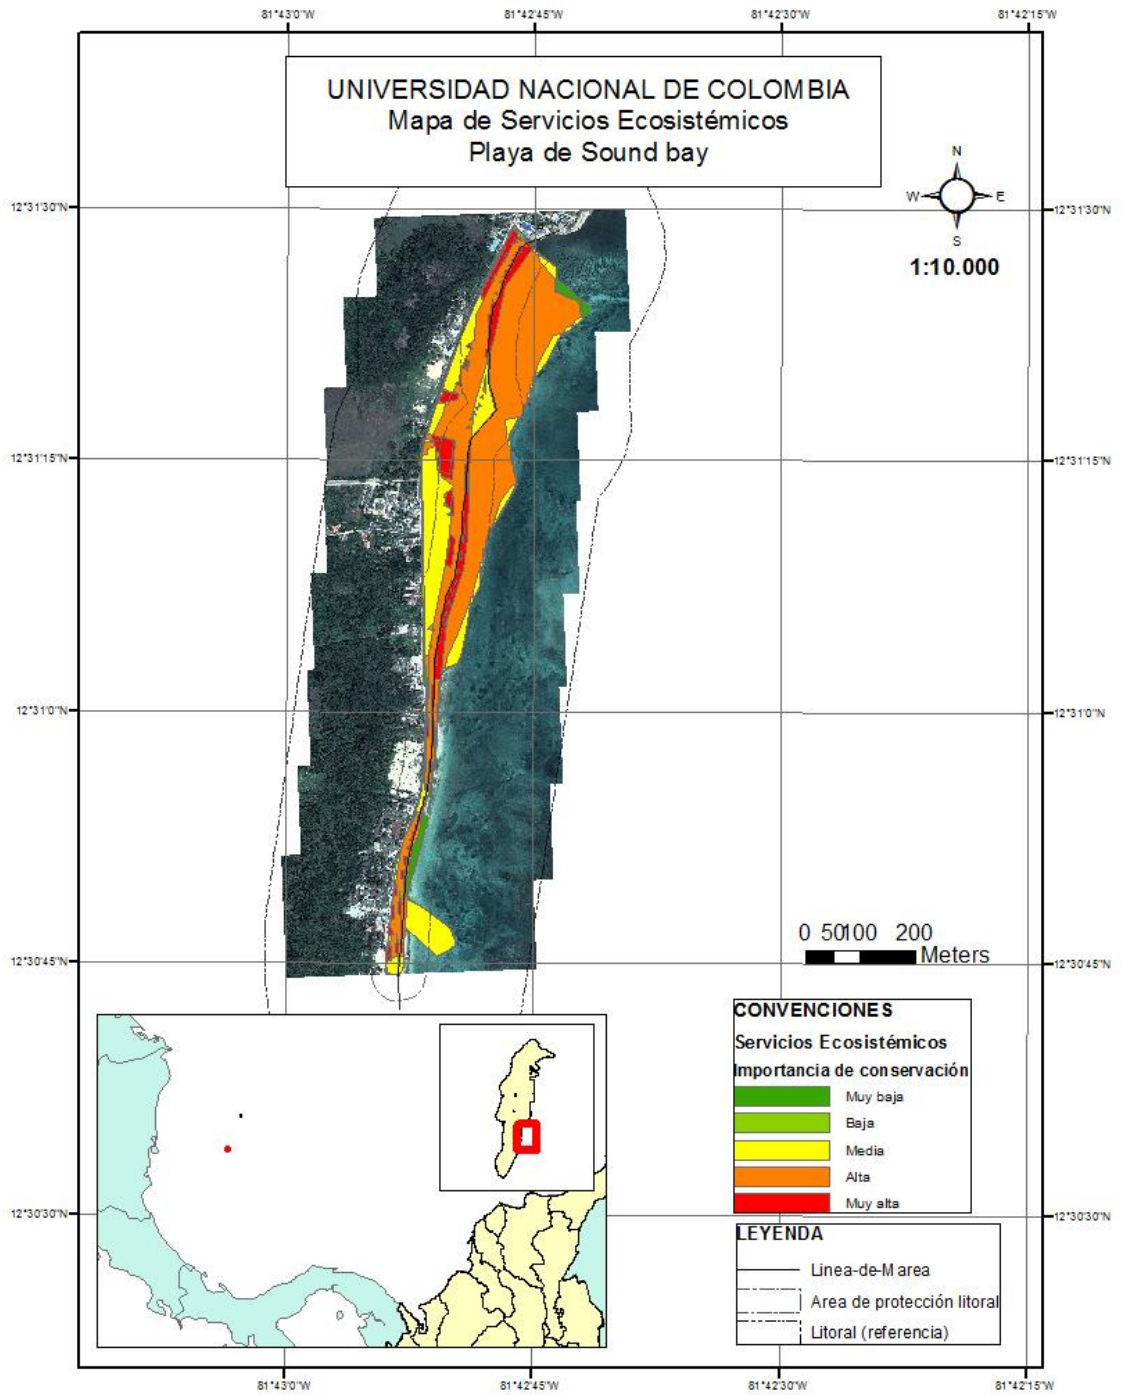 81°43'0"W 81°42'45"W 81°42'30"W 81°42'15"W
UNIVERSIDAD NACIONAL DE COLOMBIA
Mapa de Servicios Ecosistémicos
Playa de Sound bay
N
W E
S
1:10.000
12°31'30"N 12°31'30"N
12°31'15"N 12°31'15"N
12°31'0"N 12°31'0"N
0 50100 200
Meters
12°30'45"N 12°30'45"N
CONVENCIONES
Servicios Ecosistémicos
Importancia de conservación
Muy baja
Baja
Media
Alta
Muy alta
12°30'30"N 12°30'30"N
LEYENDA
Linea-de-Marea
Area de protección litoral
Litoral (referencia)
81°43'0"W 81°42'45"W 81°42'30"W 81°42'15"W